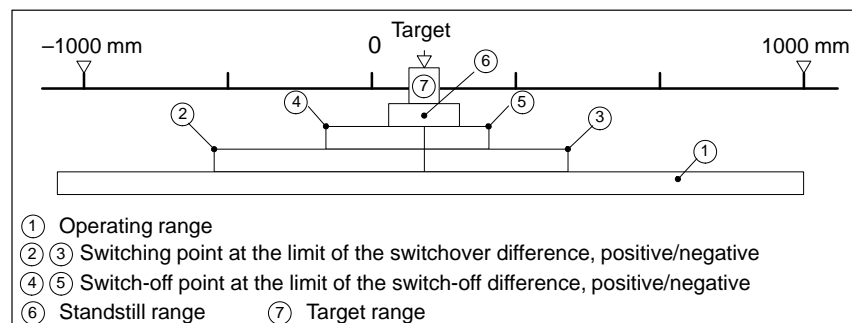 Target
–1000 mm 0 1000 mm
6
7
4 5
2 3
1
1 Operating range
2 3 Switching point at the limit of the switchover difference, positive/negative
4 5 Switch-off point at the limit of the switch-off difference, positive/negative
6 Standstill range 7 Target range